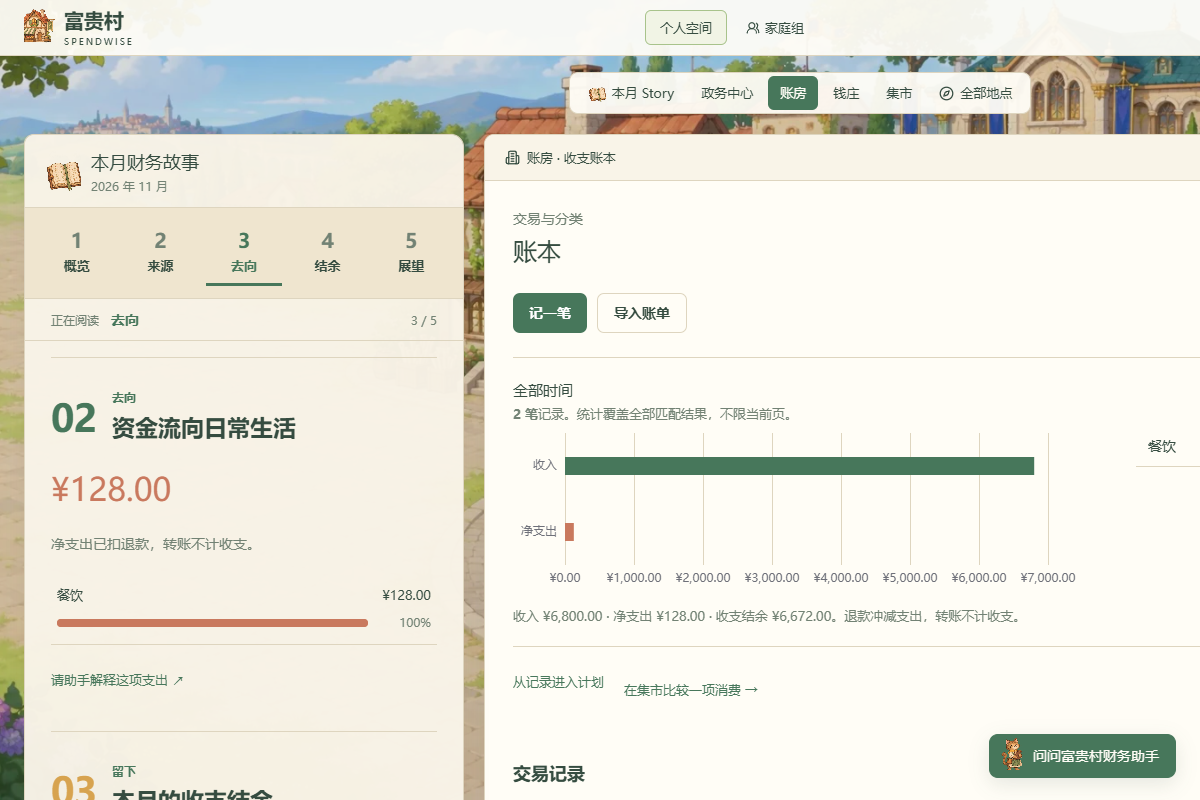 富贵村
SPENDWISE
个人空间
家庭组
本月 Story
政务中心
账房
钱庄
集市
全部地点
本月财务故事
2026 年 11 月
1
概览
2
来源
3
去向
4
结余
5
展望
正在阅读 去向
3 / 5
02
去向
资金流向日常生活
¥128.00
净支出已扣退款，转账不计收支。
餐饮
¥128.00
100%
请助手解释这项支出 ↗
03
留下
本月的收支结余
账房 · 收支账本
交易与分类
账本
记一笔
导入账单
全部时间
2 笔记录。统计覆盖全部匹配结果，不限当前页。
收入
净支出
¥0.00
¥1,000.00
¥2,000.00
¥3,000.00
¥4,000.00
¥5,000.00
¥6,000.00
¥7,000.00
餐饮
收入 ¥6,800.00 · 净支出 ¥128.00 · 收支结余 ¥6,672.00。退款冲减支出，转账不计收支。
从记录进入计划
在集市比较一项消费 →
交易记录
问问富贵村财务助手